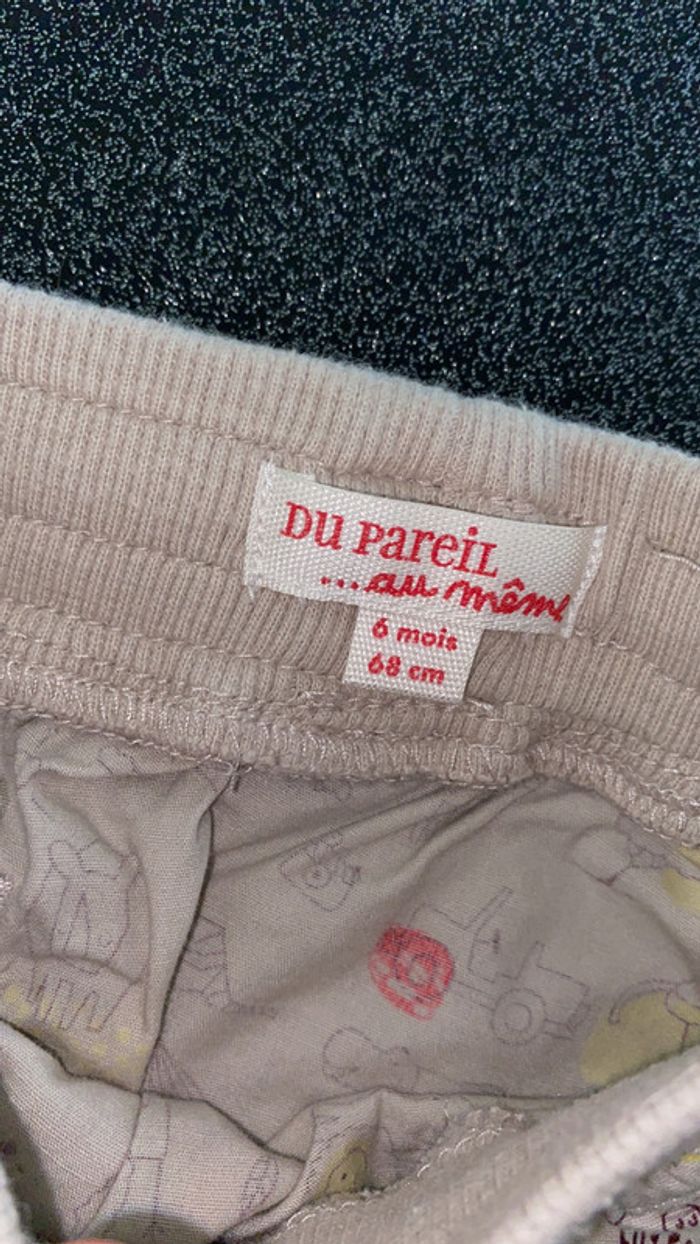 DU PAREIL
...au même
6 mois
68 cm